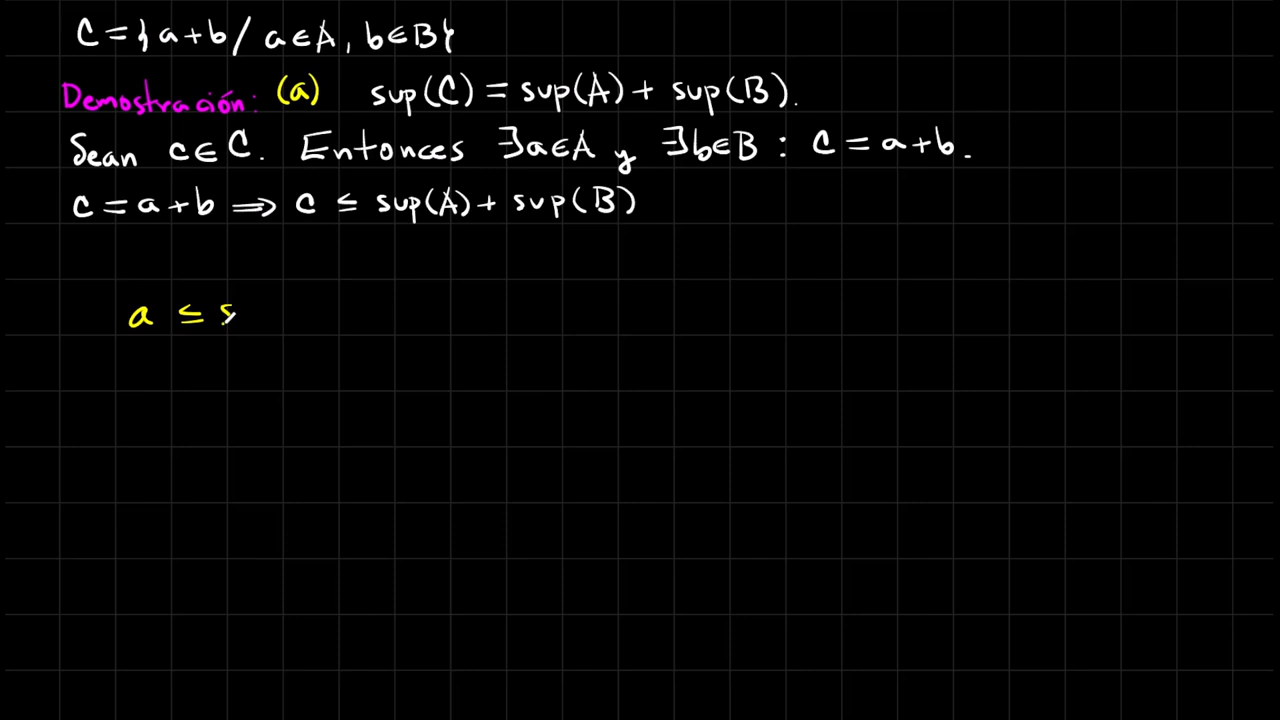 C = { a+b / a∈A, b∈B }
Demostración: (a) sup(C) = sup(A) + sup(B).
Sean c∈C. Entonces ∃a∈A y ∃b∈B : c = a+b.
c = a+b ⟹ c ≤ sup(A) + sup(B)
a ≤ s